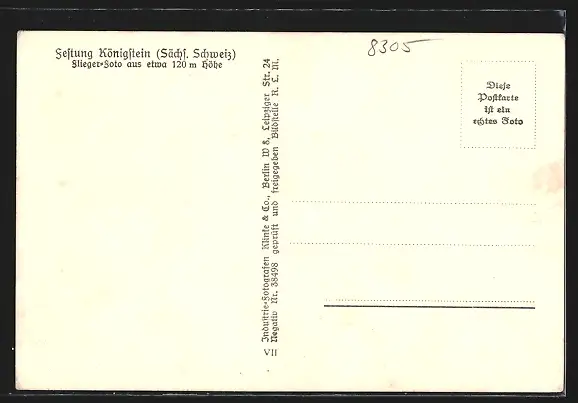 Festung Königstein (Sächs. Schweiz)
Flieger-Foto aus etwa 120 m Höhe
8305
Diese
Postkarte
ist ein
echtes Foto
Industrie-Fotografen Klinke & Co., Berlin W 8, Leipziger Str. 24
Negativ Nr. 38498 geprüft und freigegeben Bildstelle R. L. M.
VII